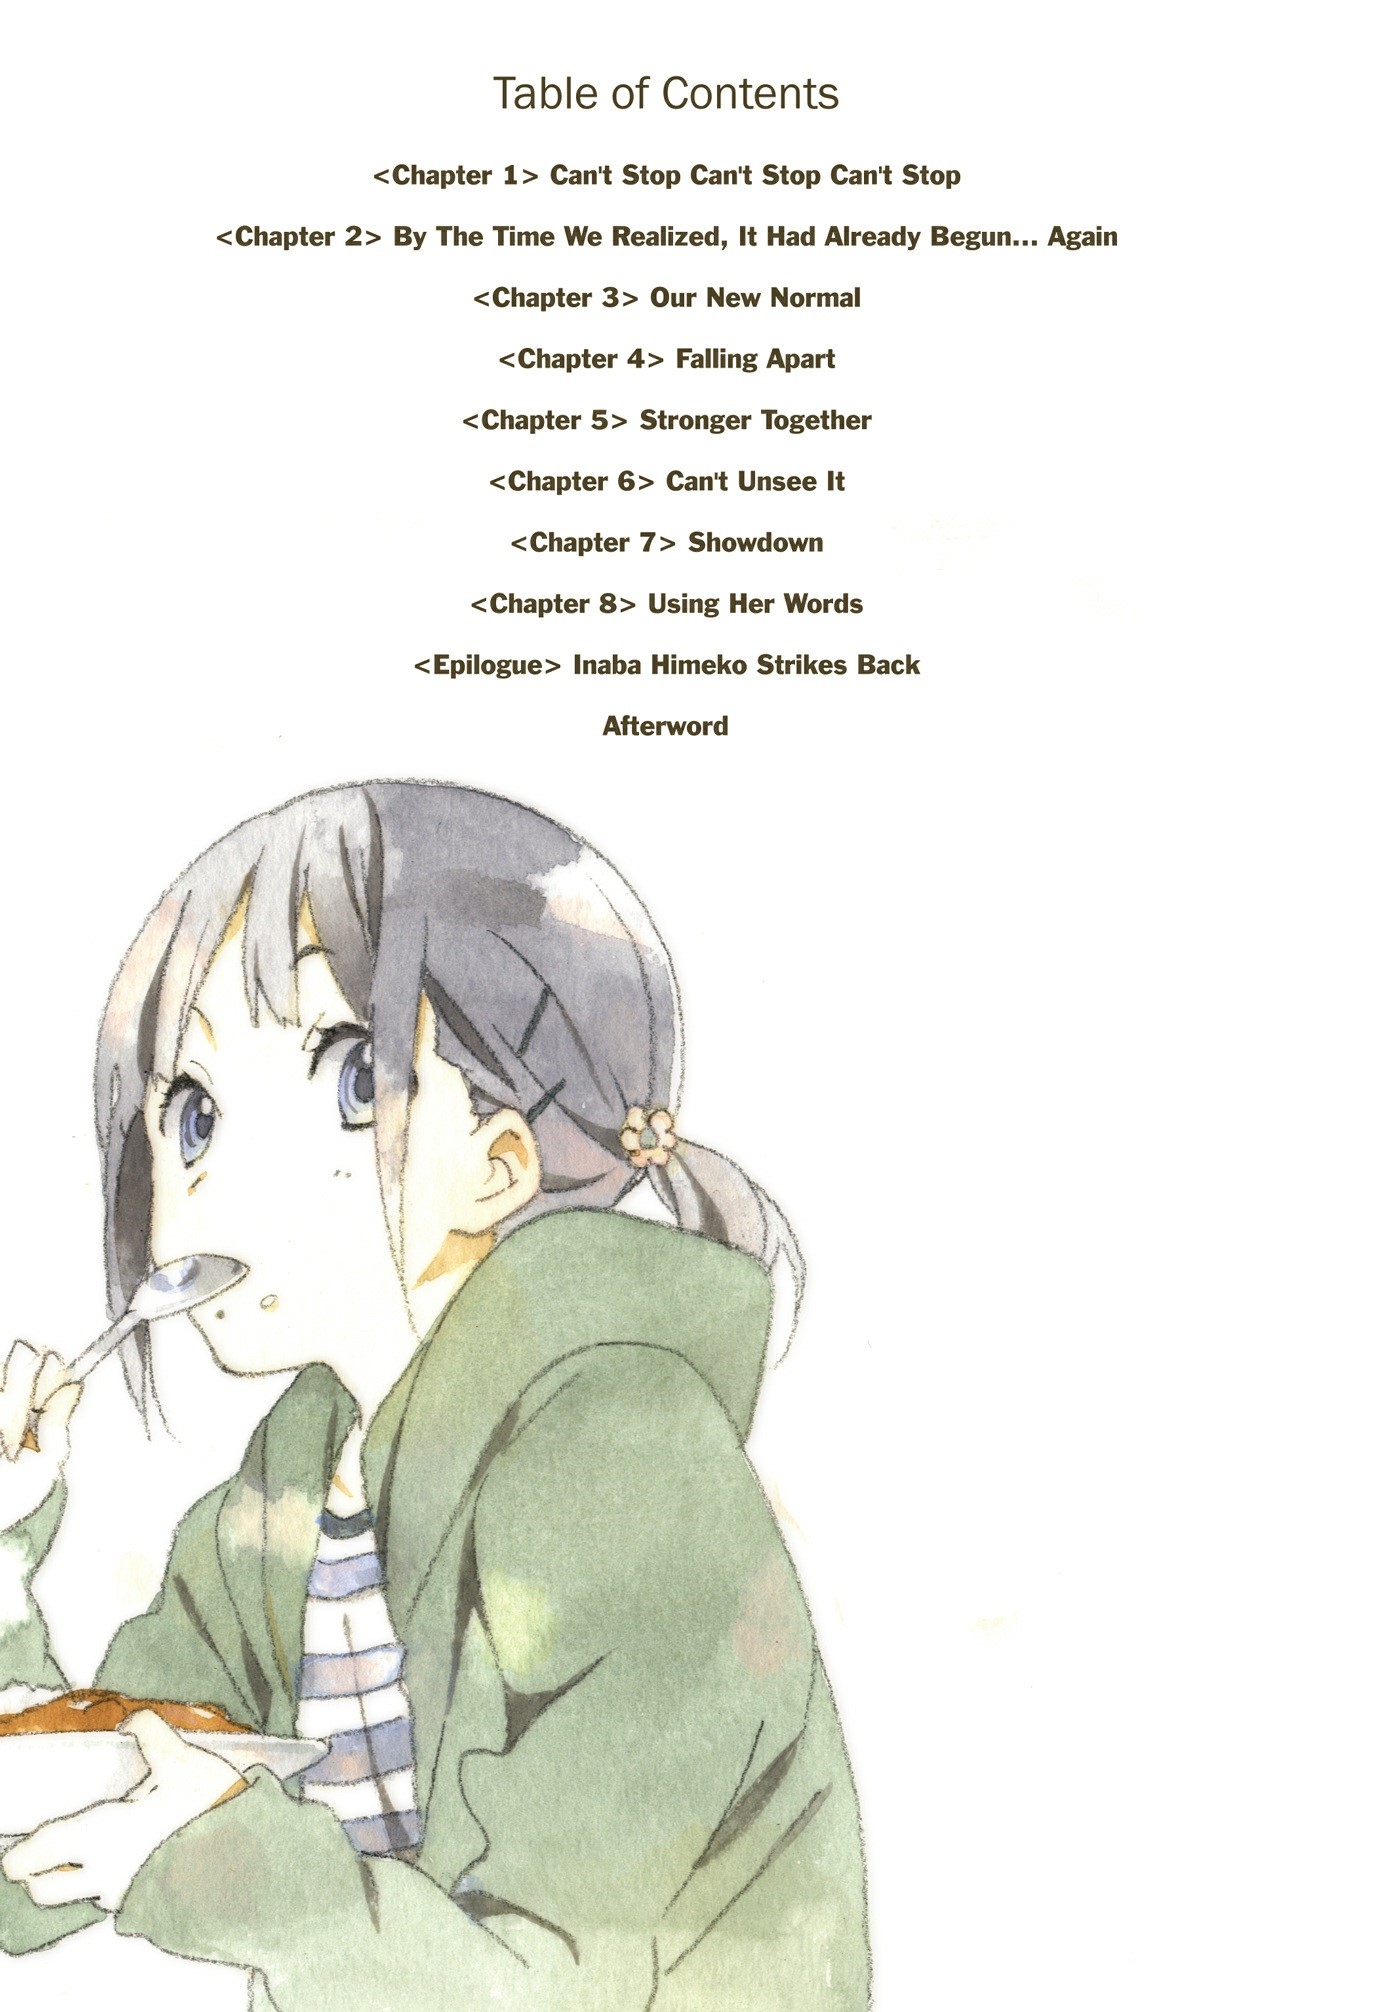 Table of Contents
<Chapter 1> Can't Stop Can't Stop Can't Stop
<Chapter 2> By The Time We Realized, It Had Already Begun... Again
<Chapter 3> Our New Normal
<Chapter 4> Falling Apart
<Chapter 5> Stronger Together
<Chapter 6> Can't Unsee It
<Chapter 7> Showdown
<Chapter 8> Using Her Words
<Epilogue> Inaba Himeko Strikes Back
Afterword